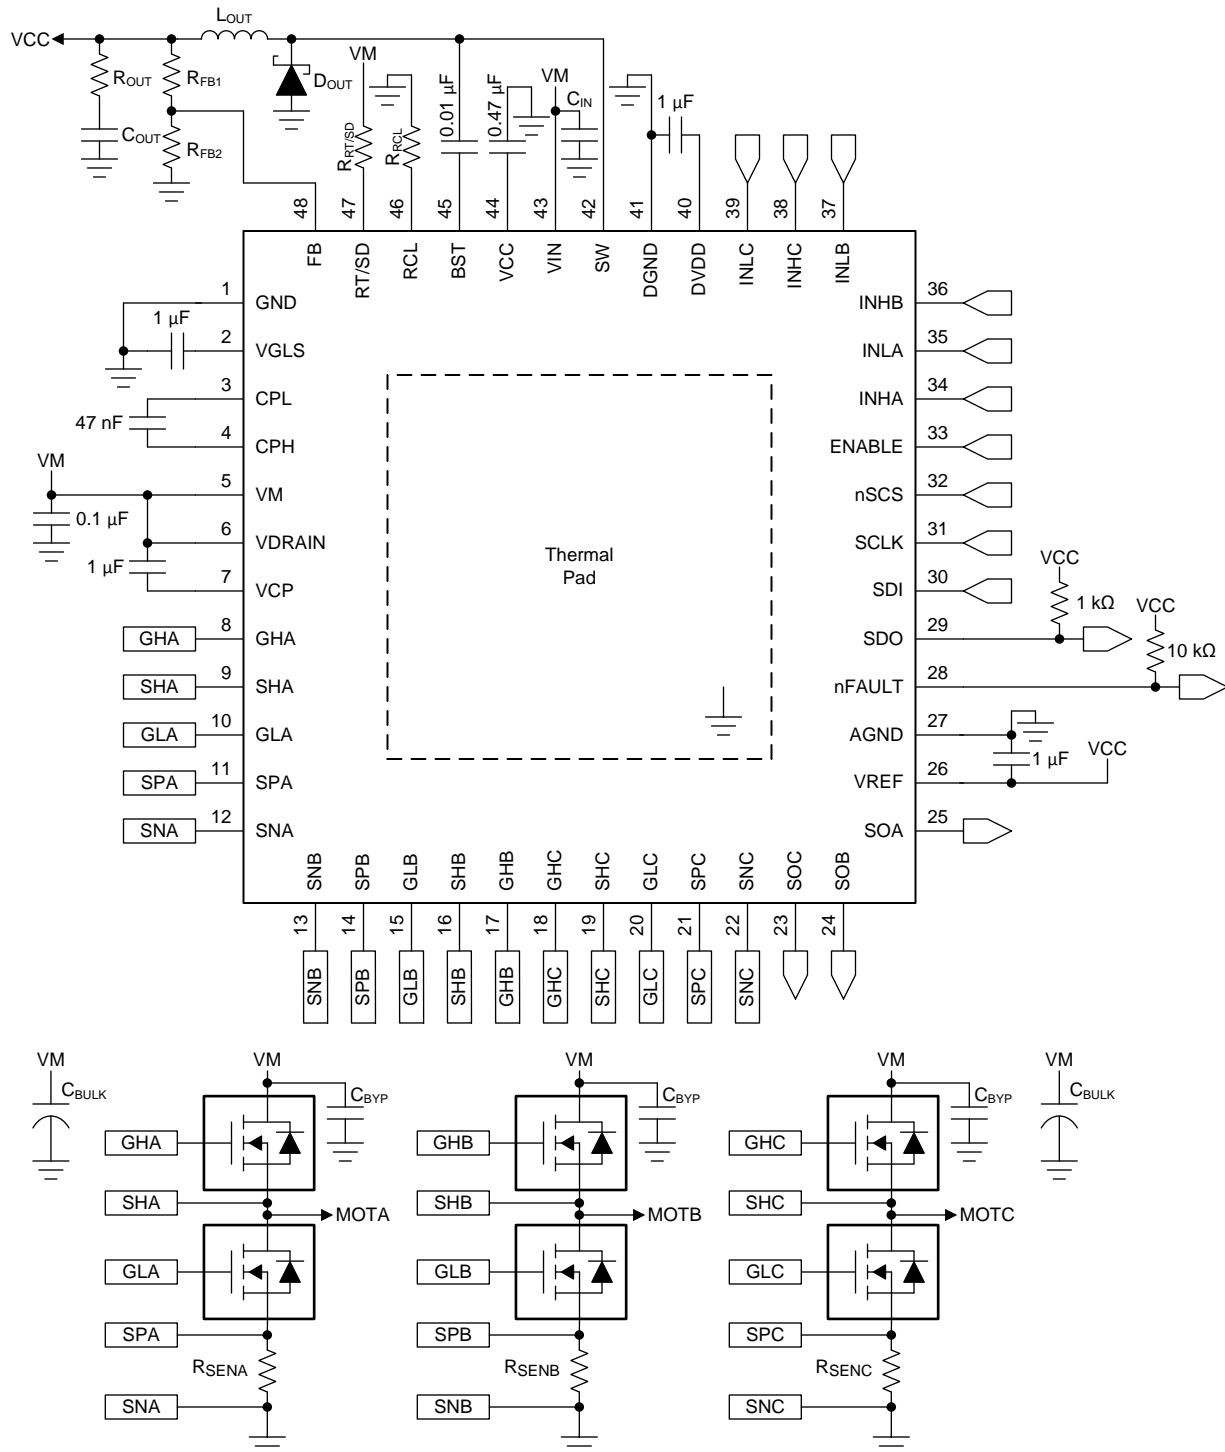 LOUT
VCC
ROUT
RFB1
DOUT
VM
COUT
RFB2
RRT/SD
RRCL
0.01 µF
0.47 µF
VM
CIN
1 µF
48 47 46 45 44 43 42 41 40 39 38 37
FB RT/SD RCL BST VCC VIN SW DGND DVDD INLC INHC INLB
1 GND
1 µF
2 VGLS
3 CPL
47 nF
4 CPH
VM
5 VM
0.1 µF
6 VDRAIN
1 µF
7 VCP
GHA 8 GHA
SHA 9 SHA
GLA 10 GLA
SPA 11 SPA
SNA 12 SNA
Thermal
Pad
INHB 36
INLA 35
INHA 34
ENABLE 33
nSCS 32
SCLK 31
SDI 30
VCC
1 kΩ
SDO 29
VCC
10 kΩ
nFAULT 28
AGND 27
1 µF
VCC
VREF 26
SOA 25
SNB SPB GLB SHB GHB GHC SHC GLC SPC SNC SOC SOB
13 14 15 16 17 18 19 20 21 22 23 24
SNB SPB GLB SHB GHB GHC SHC GLC SPC SNC
VM VM VM VM VM
CBULK CBYP CBYP CBYP CBULK
GHA GHB GHC
SHA MOTA SHB MOTB SHC MOTC
GLA GLB GLC
SPA SPB SPC
RSENA RSENB RSENC
SNA SNB SNC